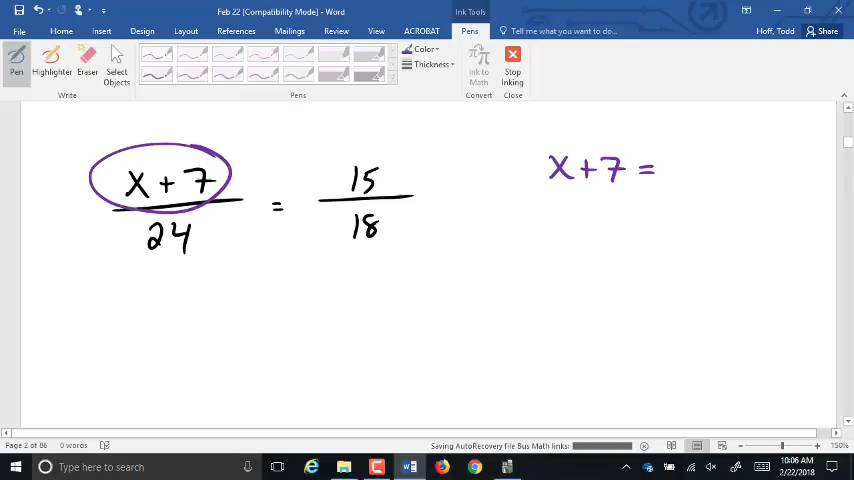 Feb 22 [Compatibility Mode] - Word
Ink Tools
Hoff, Todd
File
Home
Insert
Design
Layout
References
Mailings
Review
View
ACROBAT
Pens
Tell me what you want to do...
Share
Pen
Highlighter
Eraser
Select Objects
Color
Thickness
Ink to Math
Stop Inking
Write
Pens
Convert
Close
x + 7
24
=
15
18
x + 7 =
Page 2 of 86
0 words
Saving AutoRecovery file Bus Math links:
150%
Type here to search
10:06 AM
2/22/2018